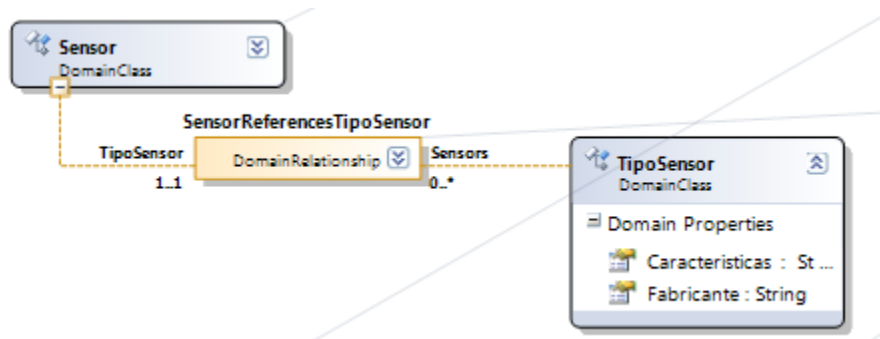 Sensor
DomainClass
SensorReferencesTipoSensor
TipoSensor
DomainRelationship
Sensors
1..1
0..*
TipoSensor
DomainClass
Domain Properties
Caracteristicas : St ...
Fabricante : String